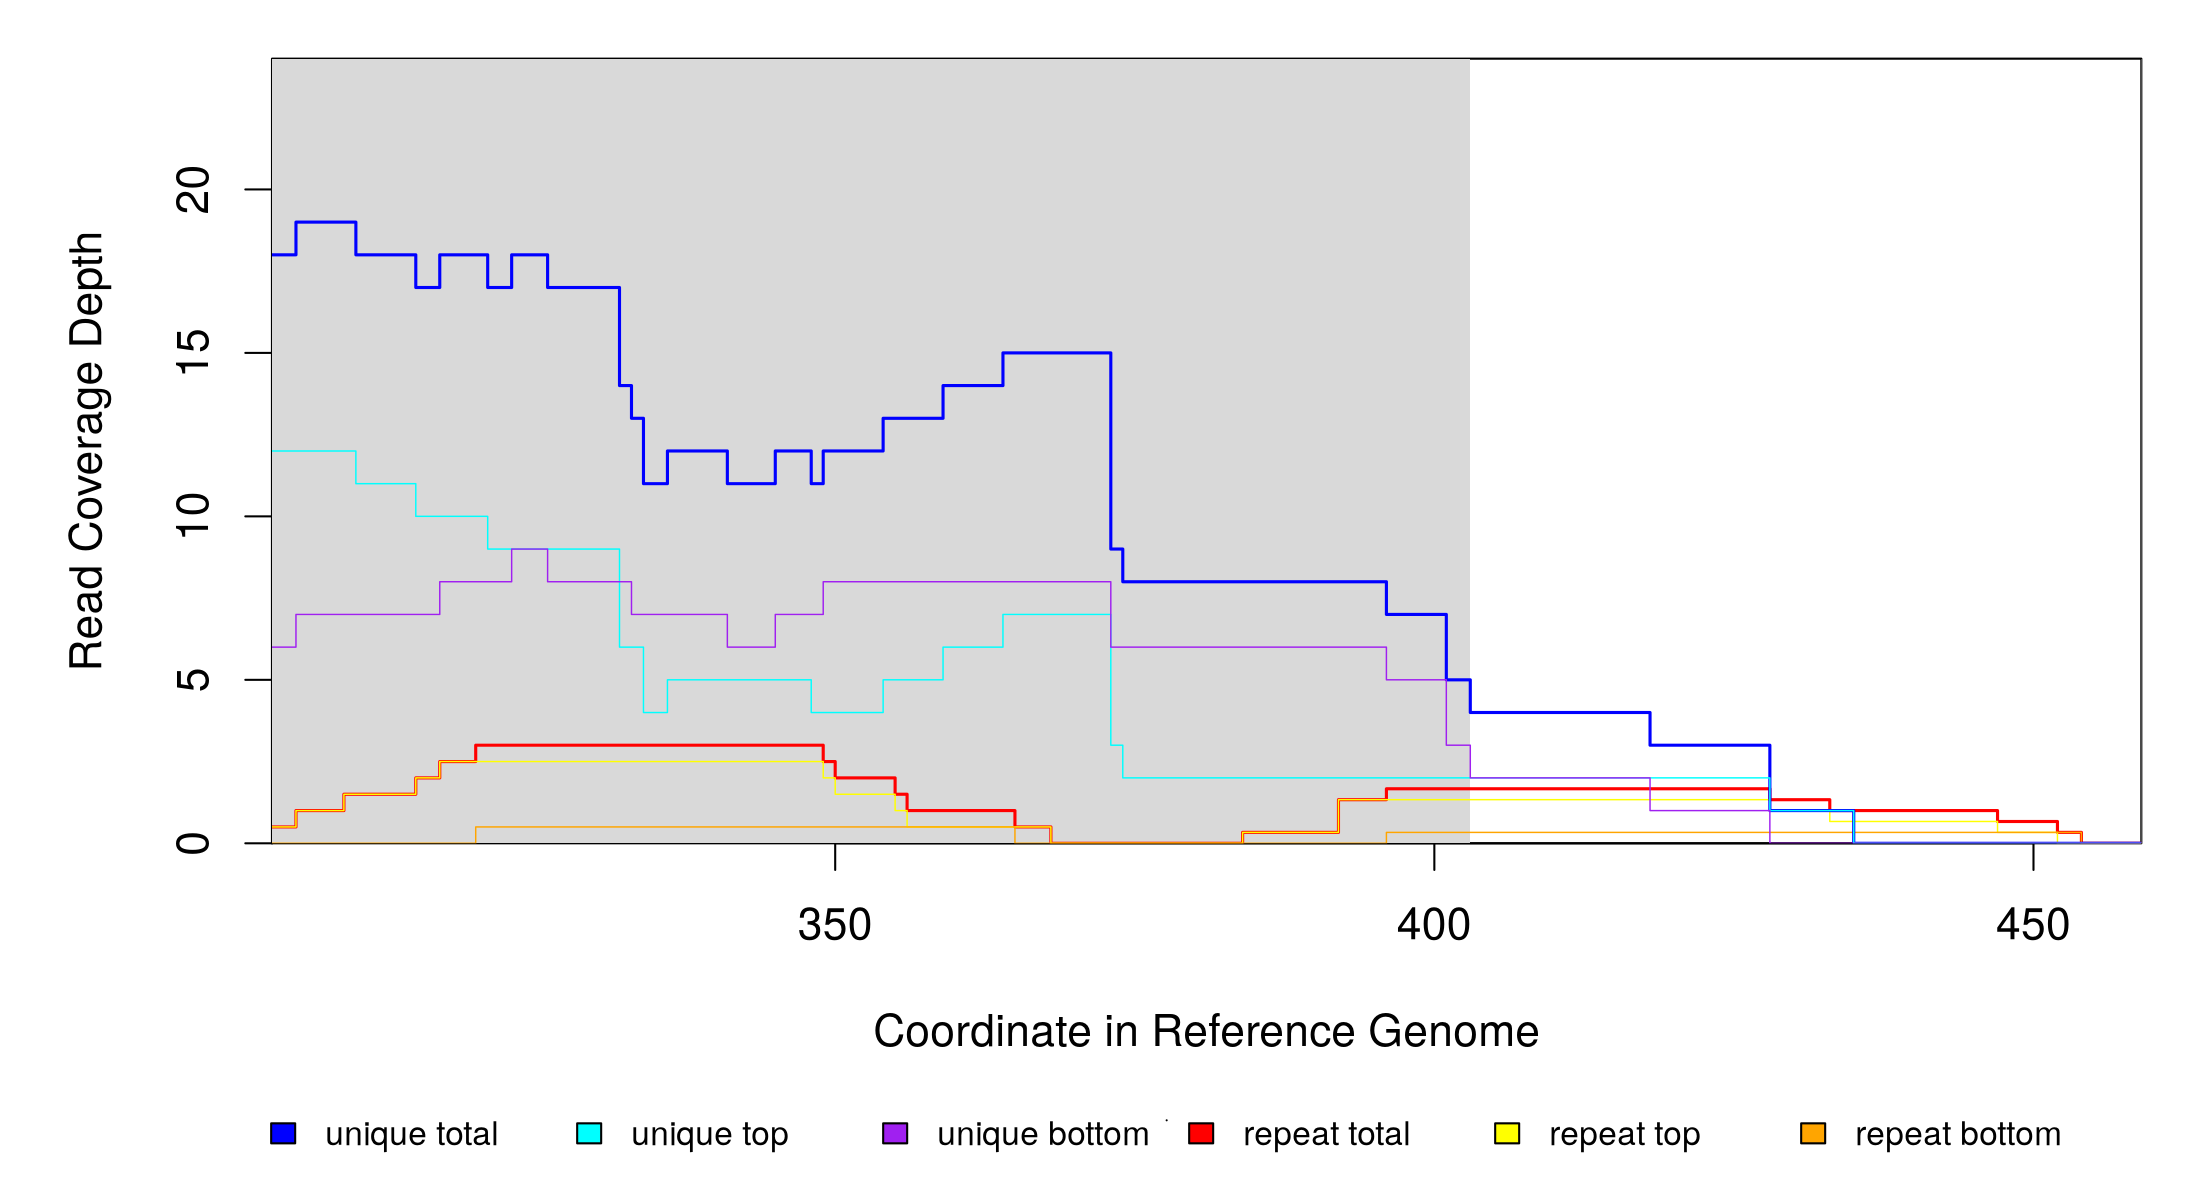 20
15
10
5
0
Read Coverage Depth
350
400
450
Coordinate in Reference Genome
unique total
unique top
unique bottom
repeat total
repeat top
repeat bottom